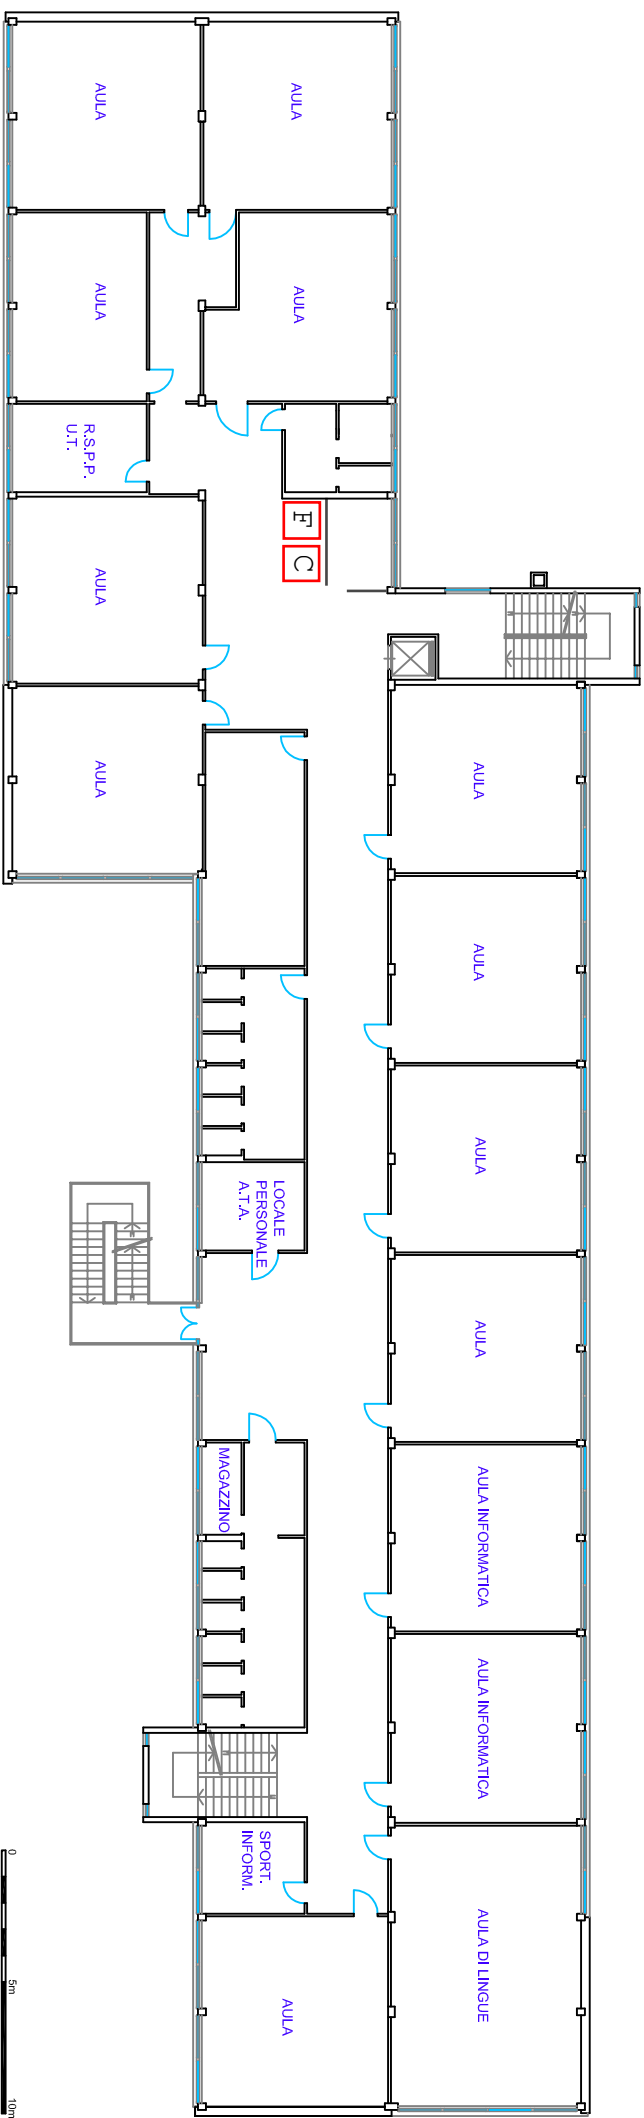 AULA
AULA
AULA
AULA
R.S.P.P.
U.T.
F
C
AULA
AULA
AULA
AULA
AULA
LOCALE
PERSONALE
A.T.A.
AULA
MAGAZZINO
AULA INFORMATICA
AULA INFORMATICA
SPORT.
INFORM.
AULA DI LINGUE
AULA
0
5m
10m